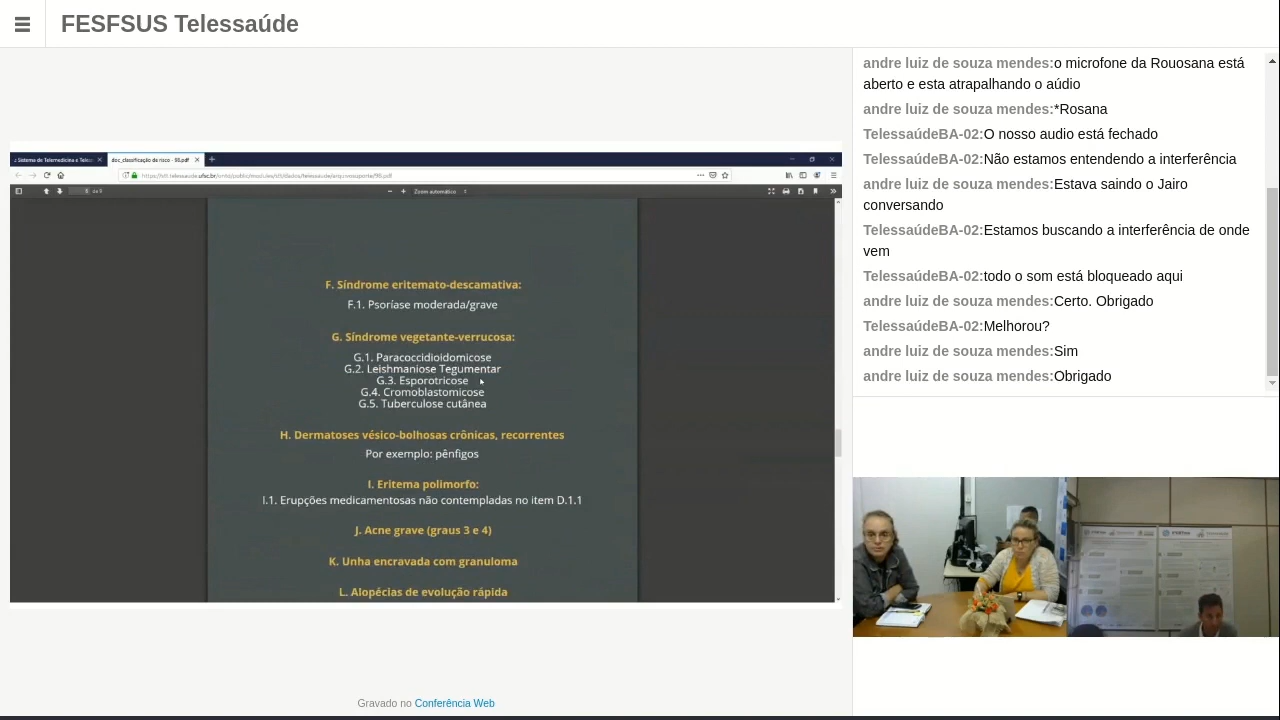 FESFSUS Telessaúde
doc_classificação de risco - 98.pdf
Zoom automático
F. Síndrome eritemato-descamativa:
F.1. Psoríase moderada/grave
G. Síndrome vegetante-verrucosa:
G.1. Paracoccidioidomicose
G.2. Leishmaniose Tegumentar
G.3. Esporotricose
G.4. Cromoblastomicose
G.5. Tuberculose cutânea
H. Dermatoses vésico-bolhosas crônicas, recorrentes
Por exemplo: pênfigos
I. Eritema polimorfo:
I.1. Erupções medicamentosas não contempladas no item D.1.1
J. Acne grave (graus 3 e 4)
K. Unha encravada com granuloma
L. Alopécias de evolução rápida
Gravado no Conferência Web
andre luiz de souza mendes:o microfone da Rouosana está
aberto e esta atrapalhando o aúdio
andre luiz de souza mendes:*Rosana
TelessaúdeBA-02:O nosso audio está fechado
TelessaúdeBA-02:Não estamos entendendo a interferência
andre luiz de souza mendes:Estava saindo o Jairo
conversando
TelessaúdeBA-02:Estamos buscando a interferência de onde
vem
TelessaúdeBA-02:todo o som está bloqueado aqui
andre luiz de souza mendes:Certo. Obrigado
TelessaúdeBA-02:Melhorou?
andre luiz de souza mendes:Sim
andre luiz de souza mendes:Obrigado